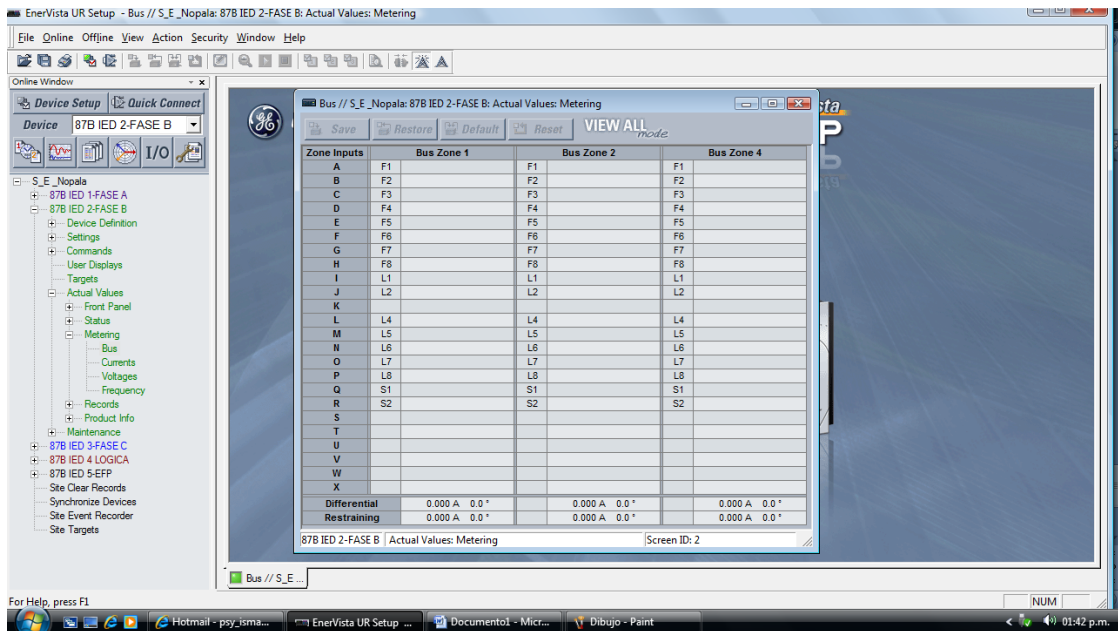 EnerVista UR Setup - Bus // S_E_Nopala: 87B IED 2-FASE B: Actual Values: Metering
File Online Offline View Action Security Window Help
Online Window
Device Setup Quick Connect
Device 87B IED 2-FASE B
I/O
S_E_Nopala
87B IED 1-FASE A
87B IED 2-FASE B
Device Definition
Settings
Commands
User Displays
Targets
Actual Values
Front Panel
Status
Metering
Bus
Currents
Voltages
Frequency
Records
Product Info
Maintenance
87B IED 3-FASE C
87B IED 4 LOGICA
87B IED 5-EFP
Site Clear Records
Synchronize Devices
Site Event Recorder
Site Targets
Bus // S_E_Nopala: 87B IED 2-FASE B: Actual Values: Metering
Save Restore Default Reset VIEW ALL mode
Zone Inputs Bus Zone 1 Bus Zone 2 Bus Zone 4
A F1 F1 F1
B F2 F2 F2
C F3 F3 F3
D F4 F4 F4
E F5 F5 F5
F F6 F6 F6
G F7 F7 F7
H F8 F8 F8
I L1 L1 L1
J L2 L2 L2
K
L L4 L4 L4
M L5 L5 L5
N L6 L6 L6
O L7 L7 L7
P L8 L8 L8
Q S1 S1 S1
R S2 S2 S2
S
T
U
V
W
X
Differential 0.000 A 0.0 ° 0.000 A 0.0 ° 0.000 A 0.0 °
Restraining 0.000 A 0.0 ° 0.000 A 0.0 ° 0.000 A 0.0 °
87B IED 2-FASE B Actual Values: Metering Screen ID: 2
Bus // S_E ...
For Help, press F1 NUM
Hotmail - psy_isma... EnerVista UR Setup ... Documento1 - Micr... Dibujo - Paint 01:42 p.m.